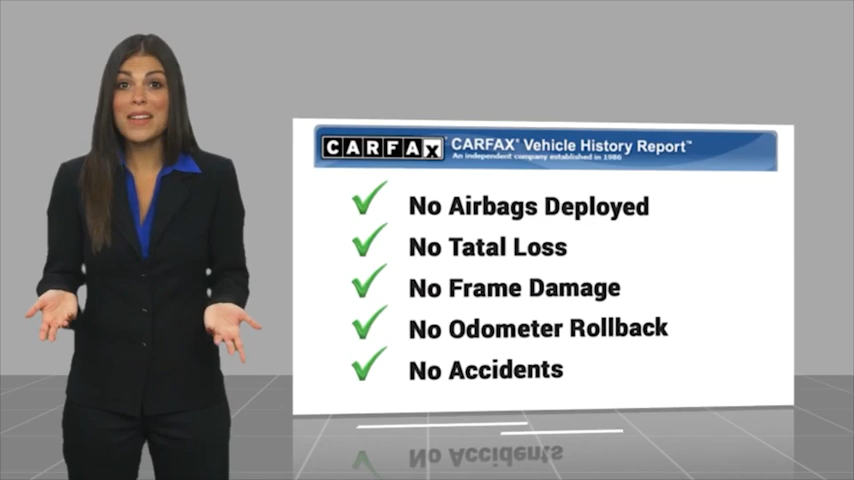 CARFAX CARFAX® Vehicle History Report™
An independent company established in 1986
No Airbags Deployed
No Tatal Loss
No Frame Damage
No Odometer Rollback
No Accidents
No Accidents